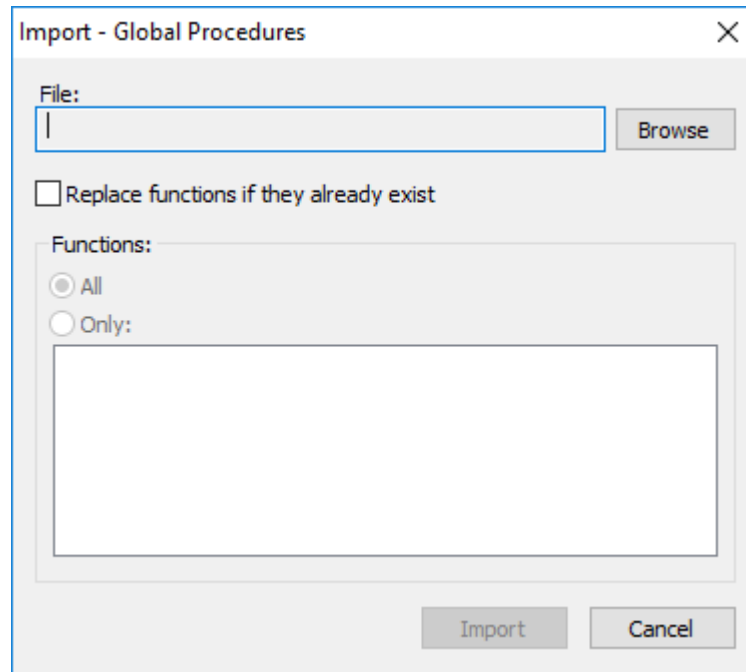 Import - Global Procedures
File:
Browse
Replace functions if they already exist
Functions:
All
Only:
Import
Cancel